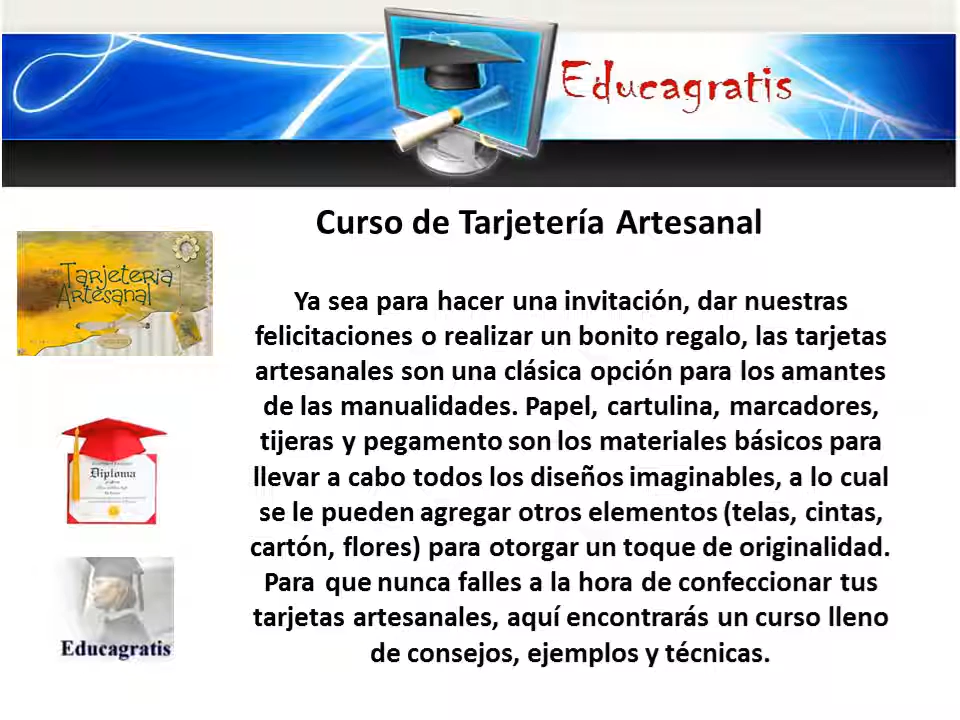 Educagratis
Curso de Tarjetería Artesanal
Tarjeteria
Artesanal
Ya sea para hacer una invitación, dar nuestras
felicitaciones o realizar un bonito regalo, las tarjetas
artesanales son una clásica opción para los amantes
de las manualidades. Papel, cartulina, marcadores,
tijeras y pegamento son los materiales básicos para
llevar a cabo todos los diseños imaginables, a lo cual
se le pueden agregar otros elementos (telas, cintas,
cartón, flores) para otorgar un toque de originalidad.
Para que nunca falles a la hora de confeccionar tus
tarjetas artesanales, aquí encontrarás un curso lleno
de consejos, ejemplos y técnicas.
Diploma
Educagratis